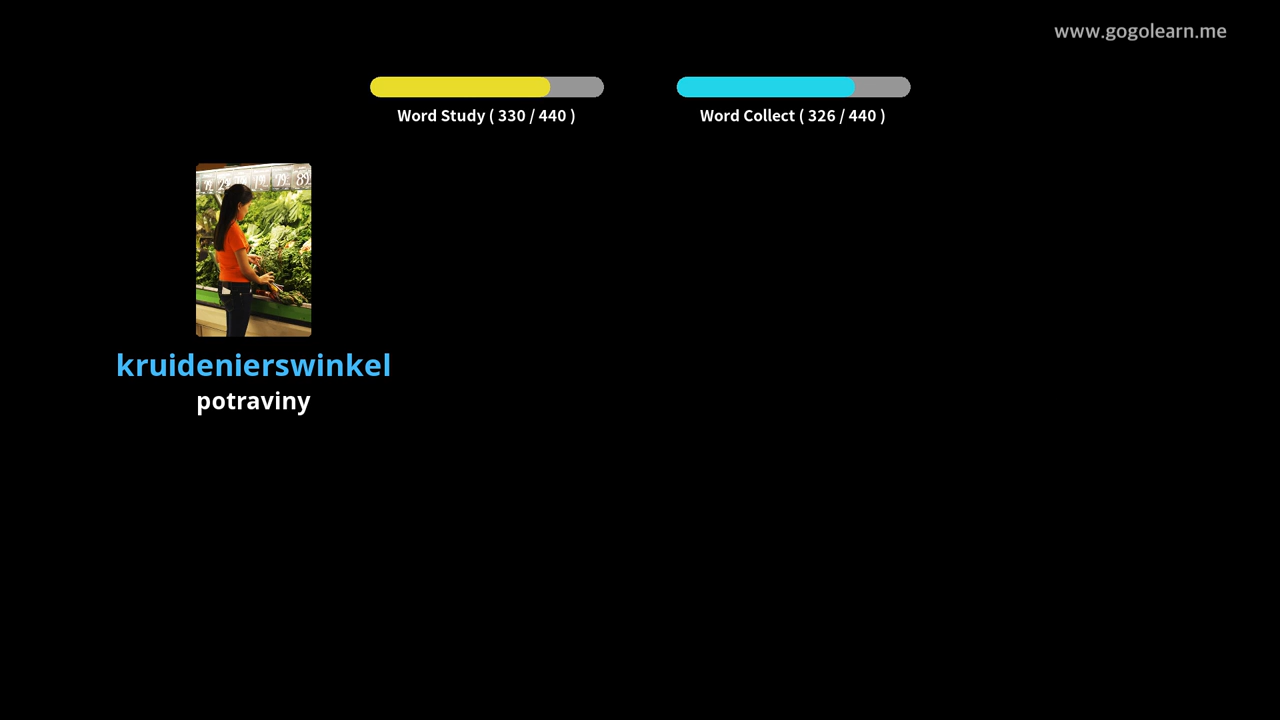 www.gogolearn.me
Word Study ( 330 / 440 )
Word Collect ( 326 / 440 )
kruidenierswinkel
potraviny